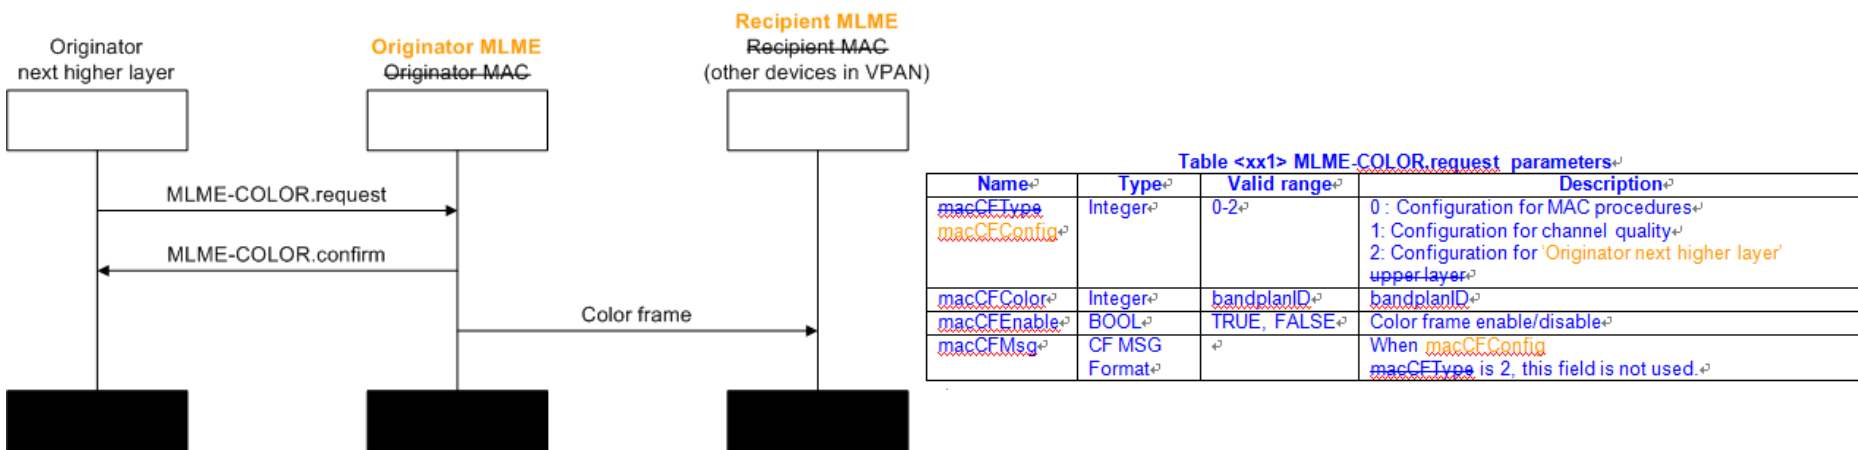 Originator
next higher layer
Originator MLME
Originator MAC
Recipient MLME
Recipient MAC
(other devices in VPAN)
MLME-COLOR.request
MLME-COLOR.confirm
Color frame
Table <xx1> MLME-COLOR.request parameters
Name Type Valid range Description
macCFType Integer 0-2 0 : Configuration for MAC procedures
macCFConfig 1: Configuration for channel quality
2: Configuration for 'Originator next higher layer'
upper layer
macCFColor Integer bandplanID bandplanID
macCFEnable BOOL TRUE, FALSE Color frame enable/disable
macCFMsg CF MSG When macCFConfig
Format macCFType is 2, this field is not used.